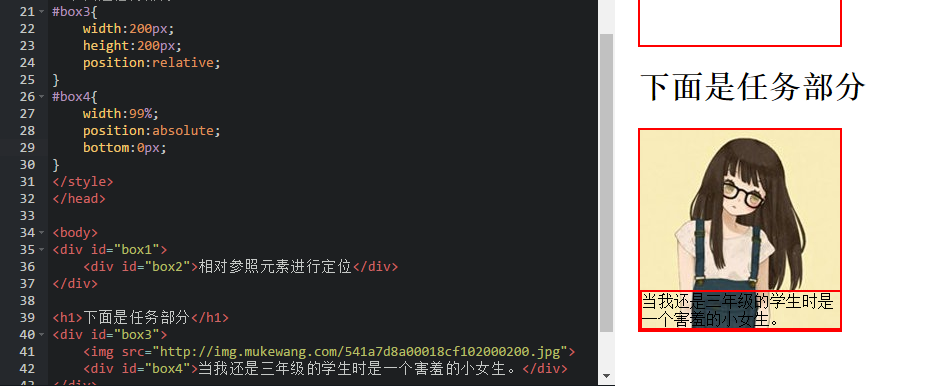 21 #box3{
22 width:200px;
23 height:200px;
24 position:relative;
25 }
26 #box4{
27 width:99%;
28 position:absolute;
29 bottom:0px;
30 }
31 </style>
32 </head>
33
34 <body>
35 <div id="box1">
36 <div id="box2">相对参照元素进行定位</div>
37 </div>
38
39 <h1>下面是任务部分</h1>
40 <div id="box3">
41 <img src="http://img.mukewang.com/541a7d8a00018cf102000200.jpg">
42 <div id="box4">当我还是三年级的学生时是一个害羞的小女生。</div>
下面是任务部分
当我还是三年级的学生时是
一个害羞的小女生。